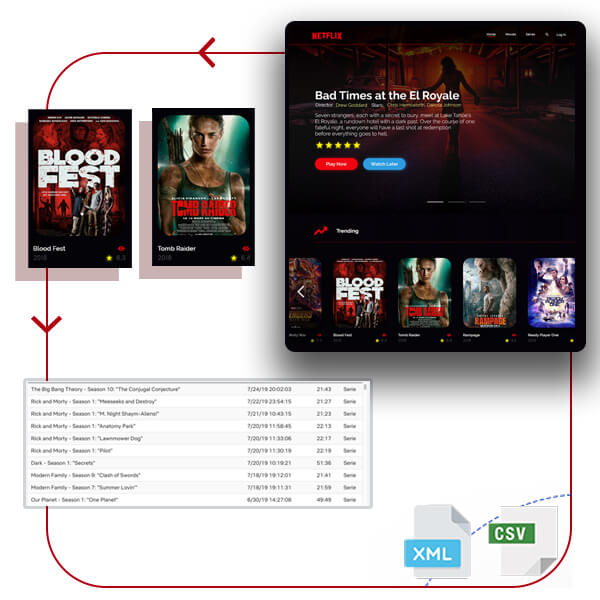 NETFLIX
Home Movies Series Log In
Bad Times at the El Royale
Director Drew Goddard Stars, Chris Hemsworth, Dakota Johnson
Seven strangers, each with a secret to bury, meet at Lake Tahoe's
El Royale, a rundown hotel with a dark past. Over the course of one
fateful night, everyone will have a last shot at redemption
before everything goes to hell.
Play Now Watch Later
Trending
BLOOD
FEST
Blood Fest
2018 6.3
ALICIA VIKANDER
TOMB RAIDER
Tomb Raider
2018 6.4
BLOOD
FEST
TOMB RAIDER
RAMPAGE
Blood Fest Tomb Raider Rampage Ready Player One
The Big Bang Theory - Season 10: "The Conjugal Conjecture" 7/24/19 20:02:03 21:43 Serie
Rick and Morty - Season 1: "Meeseeks and Destroy" 7/22/19 23:54:15 21:27 Serie
Rick and Morty - Season 1: "M. Night Shaym-Aliens!" 7/21/19 10:43:15 21:23 Serie
Rick and Morty - Season 1: "Anatomy Park" 7/20/19 11:58:45 22:13 Serie
Rick and Morty - Season 1: "Lawnmower Dog" 7/20/19 11:33:06 22:17 Serie
Rick and Morty - Season 1: "Pilot" 7/20/19 11:30:19 22:19 Serie
Dark - Season 1: "Secrets" 7/20/19 10:19:21 51:36 Serie
Modern Family - Season 9: "Clash of Swords" 7/18/19 19:12:01 21:41 Serie
Modern Family - Season 7: "Summer Lovin'" 7/18/19 19:11:31 21:59 Serie
Our Planet - Season 1: "One Planet" 6/30/19 14:27:08 49:49 Serie
XML
CSV